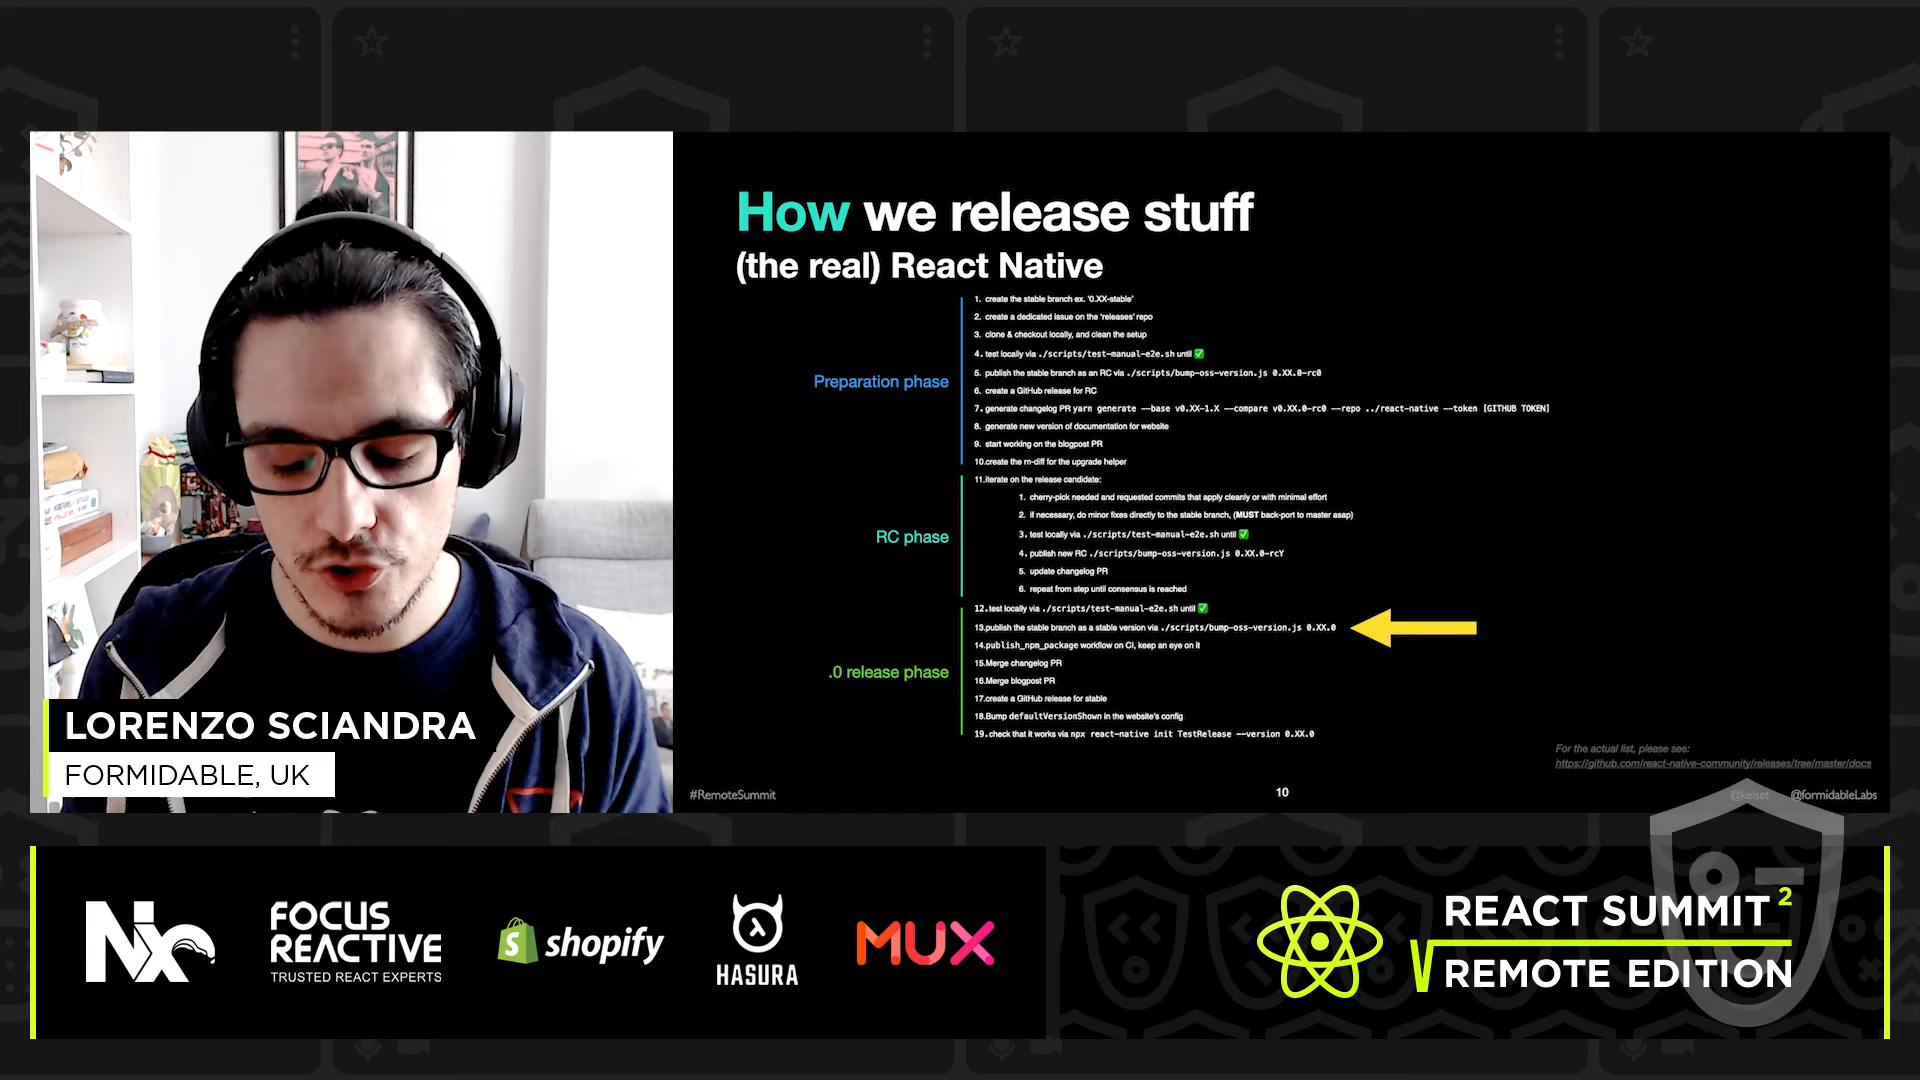 How we release stuff
(the real) React Native
Preparation phase
1. create the stable branch ex. '0.XX-stable'
2. create a dedicated issue on the 'releases' repo
3. clone & checkout locally, and clean the setup
4. test locally via ./scripts/test-manual-e2e.sh until ✅
5. publish the stable branch as an RC via ./scripts/bump-oss-version.js 0.XX.0-rc0
6. create a GitHub release for RC
7. generate changelog PR yarn generate --base v0.XX-1.X --compare v0.XX.0-rc0 --repo ../react-native --token [GITHUB TOKEN]
8. generate new version of documentation for website
9. start working on the blogpost PR
10.create the rn-diff for the upgrade helper
RC phase
11.iterate on the release candidate:
1. cherry-pick needed and requested commits that apply cleanly or with minimal effort
2. if necessary, do minor fixes directly to the stable branch, (MUST back-port to master asap)
3. test locally via ./scripts/test-manual-e2e.sh until ✅
4. publish new RC ./scripts/bump-oss-version.js 0.XX.0-rcY
5. update changelog PR
6. repeat from step until consensus is reached
.0 release phase
12.test locally via ./scripts/test-manual-e2e.sh until ✅
13.publish the stable branch as a stable version via ./scripts/bump-oss-version.js 0.XX.0
14.publish_npm_package workflow on CI, keep an eye on it
15.Merge changelog PR
16.Merge blogpost PR
17.create a GitHub release for stable
18.Bump defaultVersionShown in the website's config
19.check that it works via npx react-native init TestRelease --version 0.XX.0
For the actual list, please see:
https://github.com/react-native-community/releases/tree/master/docs
#RemoteSummit
10
@kelset @formidableLabs
LORENZO SCIANDRA
FORMIDABLE, UK
Nx
FOCUS
REACTIVE
TRUSTED REACT EXPERTS
shopify
HASURA
MUX
REACT SUMMIT 2
REMOTE EDITION